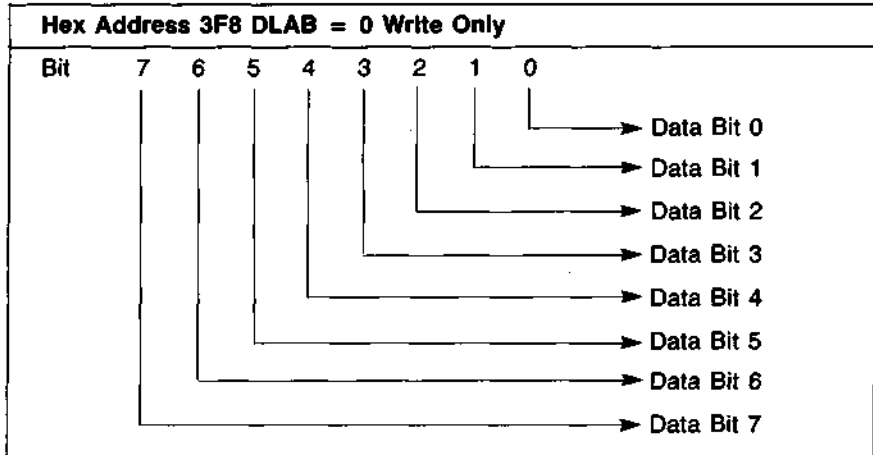 Hex Address 3F8 DLAB = 0 Write Only
Bit 7 6 5 4 3 2 1 0
Data Bit 0
Data Bit 1
Data Bit 2
Data Bit 3
Data Bit 4
Data Bit 5
Data Bit 6
Data Bit 7